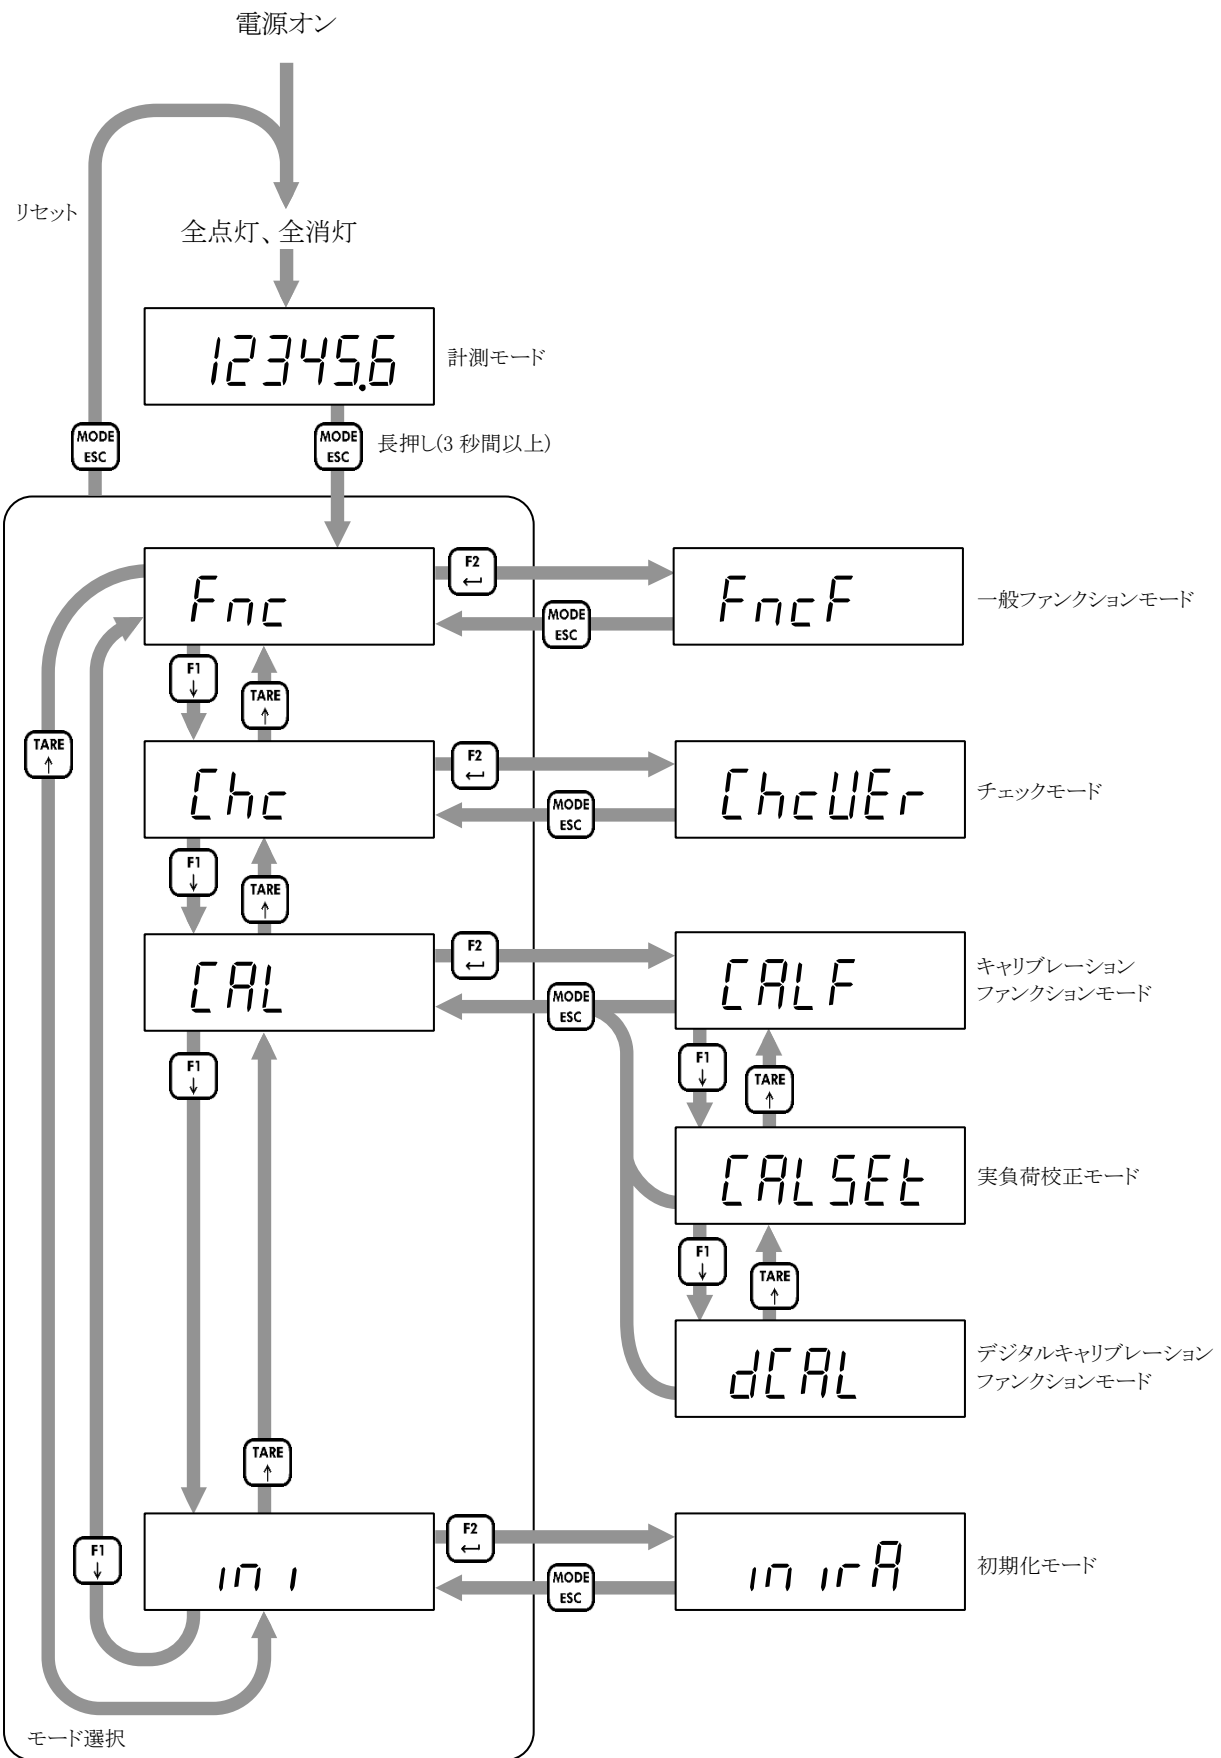 電源オン
リセット
全点灯、全消灯
12345.6
計測モード
MODE
ESC
MODE
ESC
長押し(3 秒間以上)
Fnc
F2
←
MODE
ESC
FncF
一般ファンクションモード
F1
↓
TARE
↑
TARE
↑
Chc
F2
←
MODE
ESC
ChcVEr
チェックモード
F1
↓
TARE
↑
CAL
F2
←
MODE
ESC
CALF
キャリブレーション
ファンクションモード
F1
↓
F1
↓
TARE
↑
CALSEt
実負荷校正モード
F1
↓
TARE
↑
dCAL
デジタルキャリブレーション
ファンクションモード
TARE
↑
F1
↓
ini
F2
←
MODE
ESC
inirA
初期化モード
モード選択